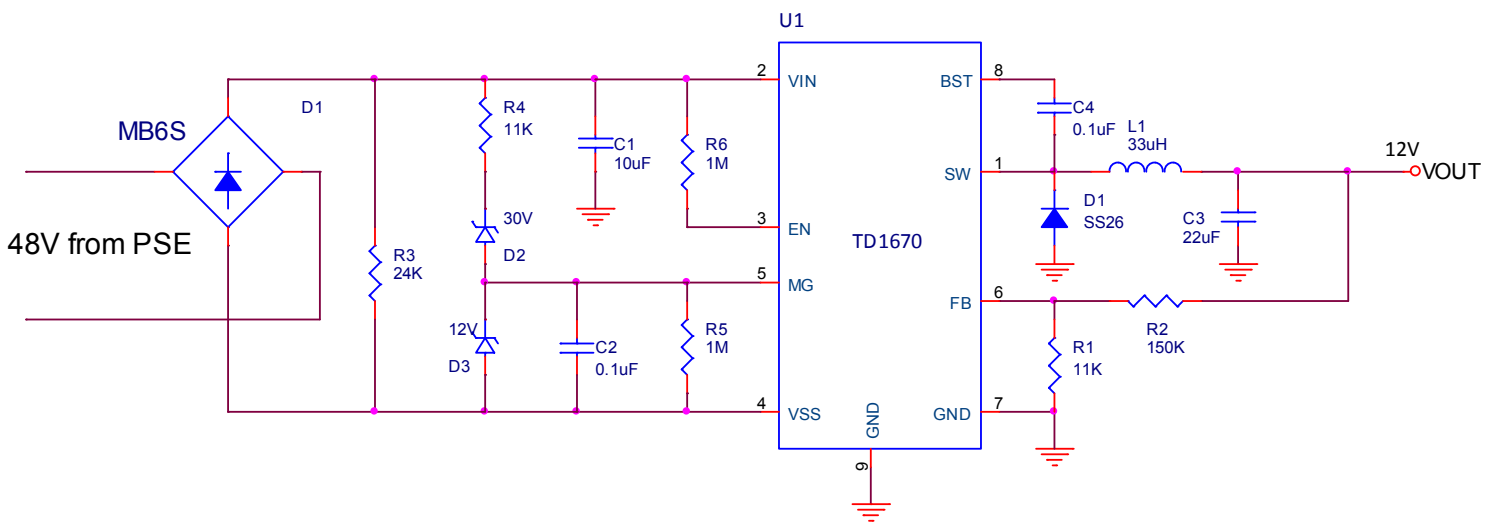 U1
2
VIN
BST
8
D1
MB6S
R4
11K
C1
10uF
R6
1M
C4
0.1uF
L1
33uH
12V
VOUT
SW
1
30V
D2
3
EN
TD1670
D1
SS26
C3
22uF
48V from PSE
R3
24K
5
MG
FB
6
R2
150K
12V
D3
C2
0.1uF
R5
1M
R1
11K
4
VSS
GND
GND
7
9